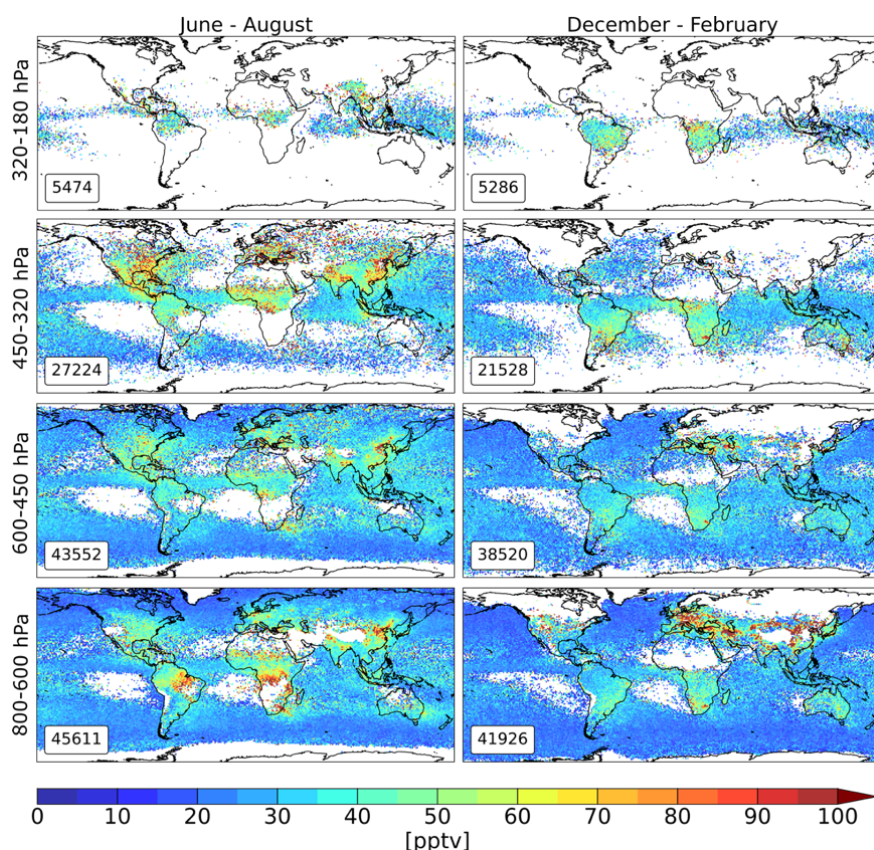 June - August
December - February
320-180 hPa
5474
5286
450-320 hPa
27224
21528
600-450 hPa
43552
38520
800-600 hPa
45611
41926
0 10 20 30 40 50 60 70 80 90 100
[pptv]